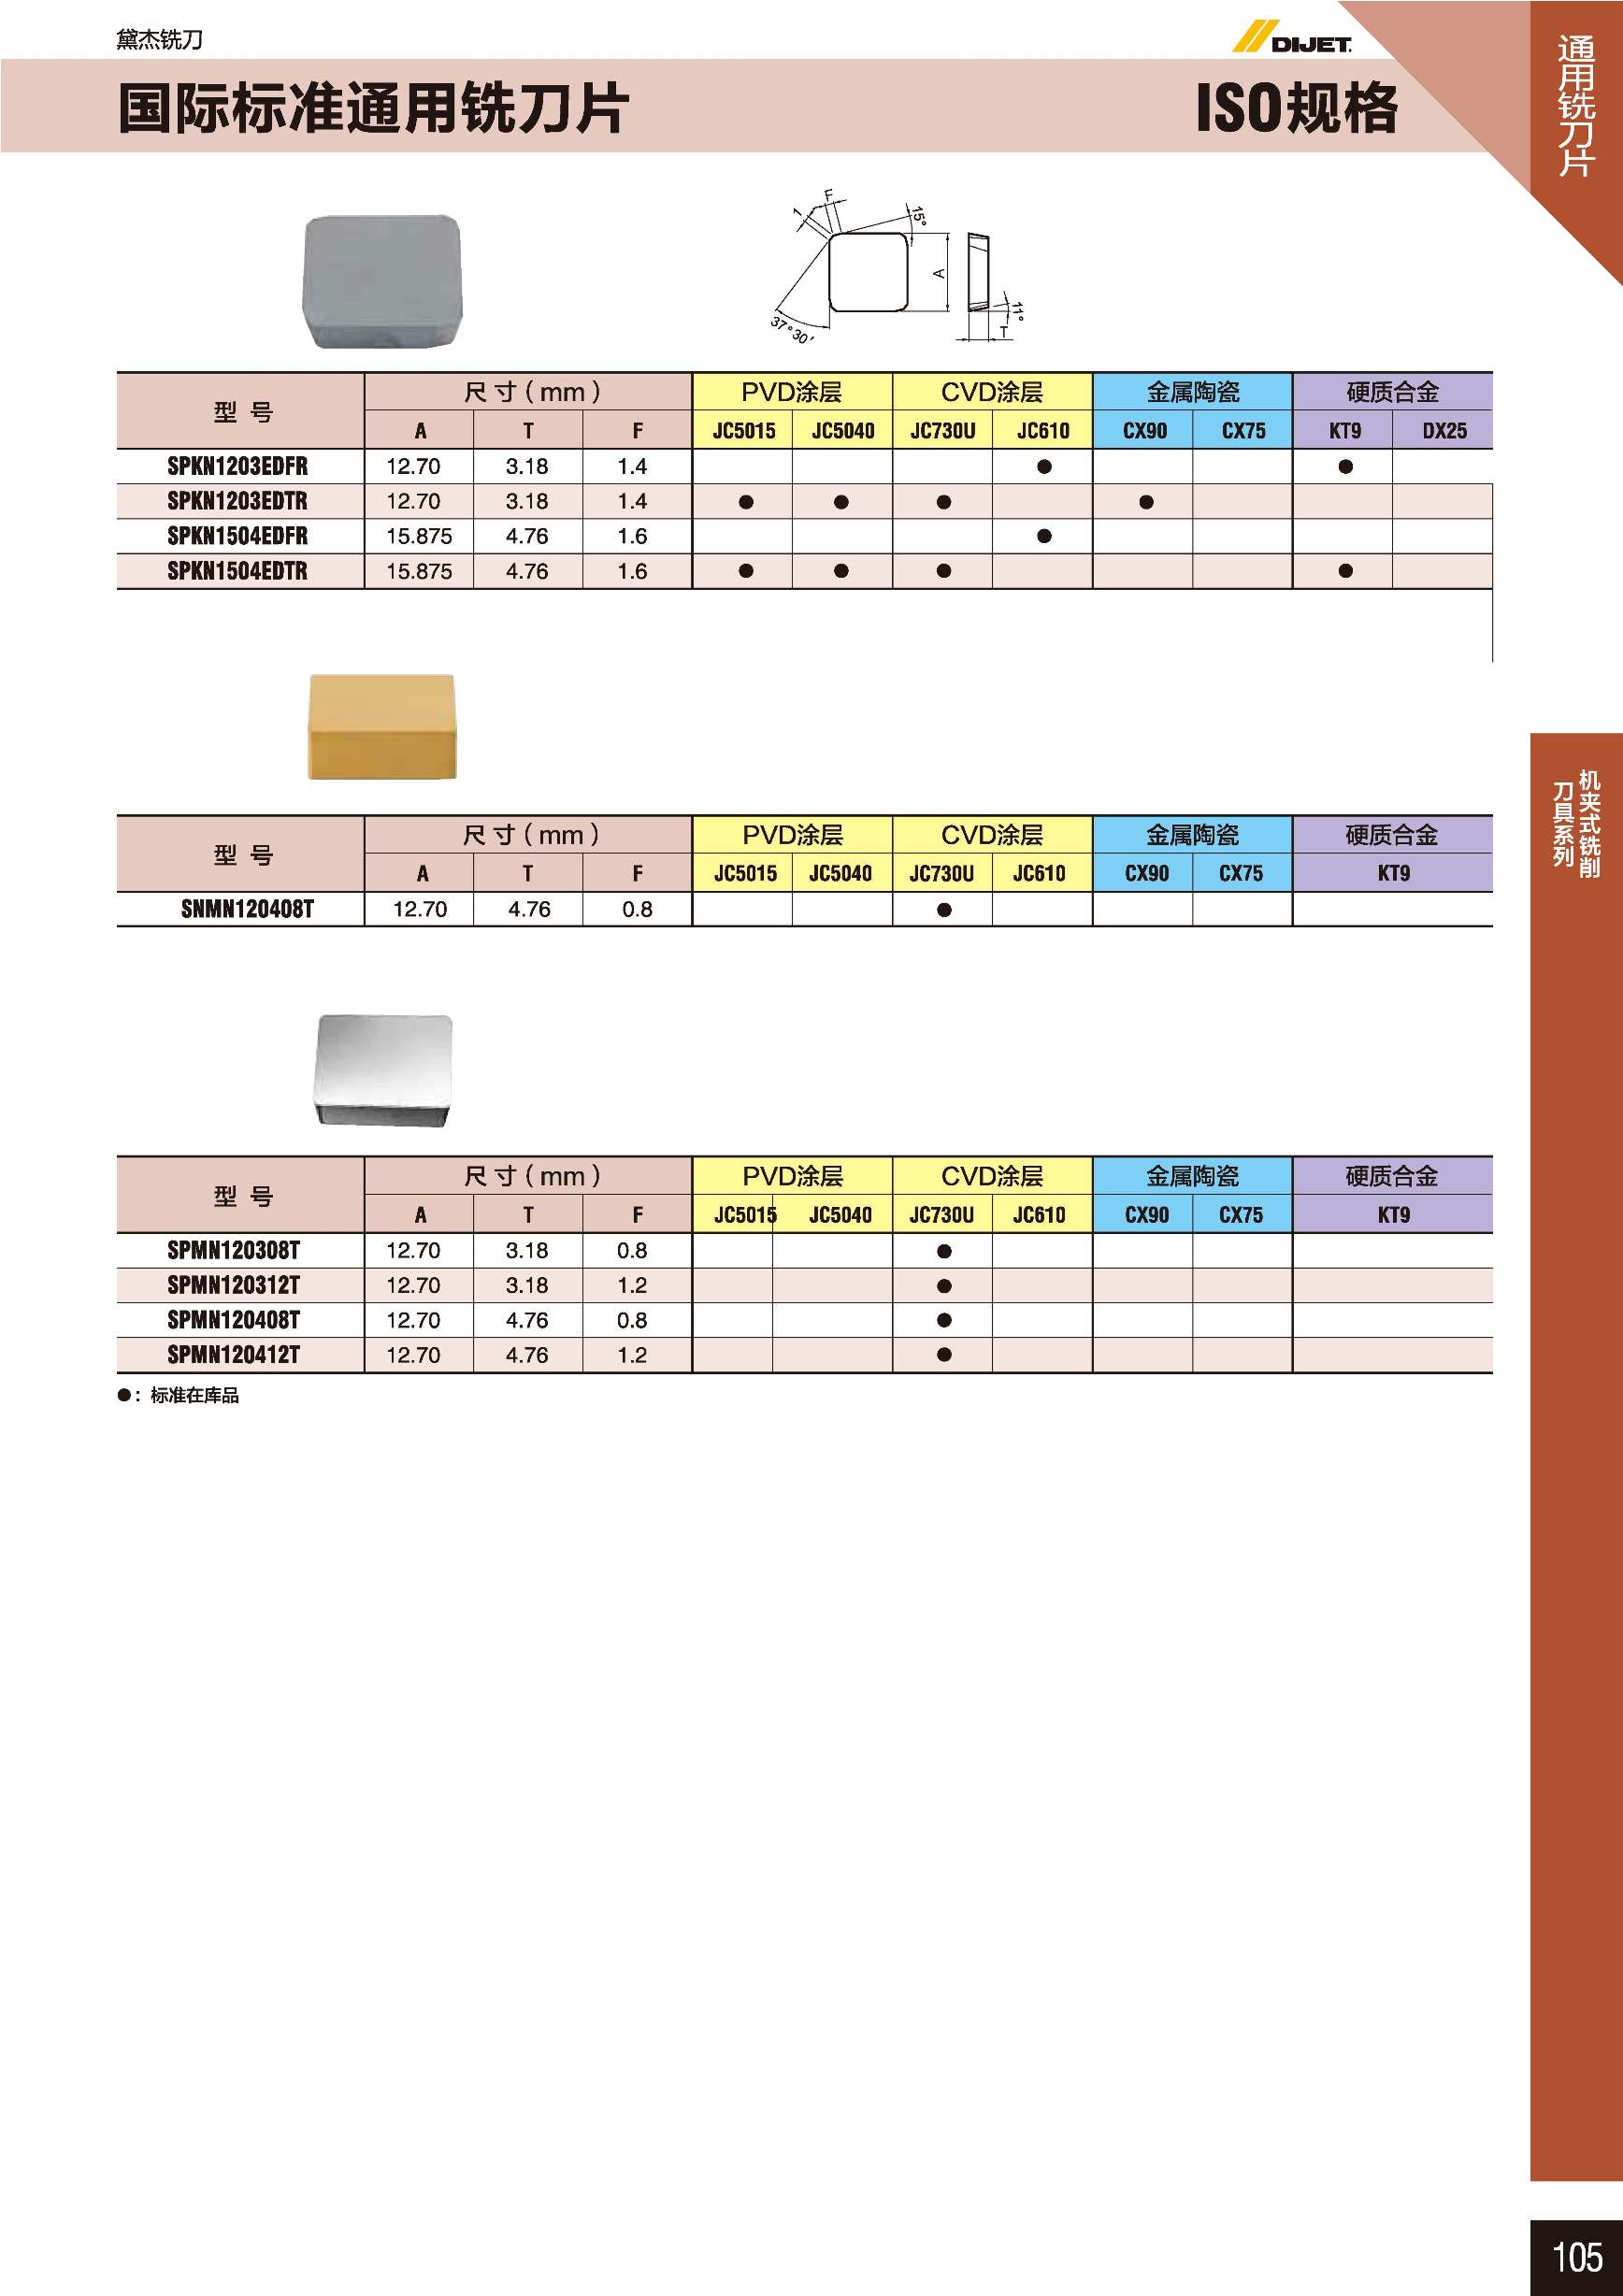 黛杰铣刀
DIJET.
国际标准通用铣刀片 ISO规格
通用铣刀片
F
1
15°
A
11°
T
37°30′
型 号 尺 寸 ( mm ) PVD涂层 CVD涂层 金属陶瓷 硬质合金
A T F JC5015 JC5040 JC730U JC610 CX90 CX75 KT9 DX25
SPKN1203EDFR 12.70 3.18 1.4 ● ●
SPKN1203EDTR 12.70 3.18 1.4 ● ● ● ●
SPKN1504EDFR 15.875 4.76 1.6 ●
SPKN1504EDTR 15.875 4.76 1.6 ● ● ● ●
机夹式铣削
刀具系列
型 号 尺 寸 ( mm ) PVD涂层 CVD涂层 金属陶瓷 硬质合金
A T F JC5015 JC5040 JC730U JC610 CX90 CX75 KT9
SNMN120408T 12.70 4.76 0.8 ●
型 号 尺 寸 ( mm ) PVD涂层 CVD涂层 金属陶瓷 硬质合金
A T F JC5015 JC5040 JC730U JC610 CX90 CX75 KT9
SPMN120308T 12.70 3.18 0.8 ●
SPMN120312T 12.70 3.18 1.2 ●
SPMN120408T 12.70 4.76 0.8 ●
SPMN120412T 12.70 4.76 1.2 ●
●：标准在库品
105